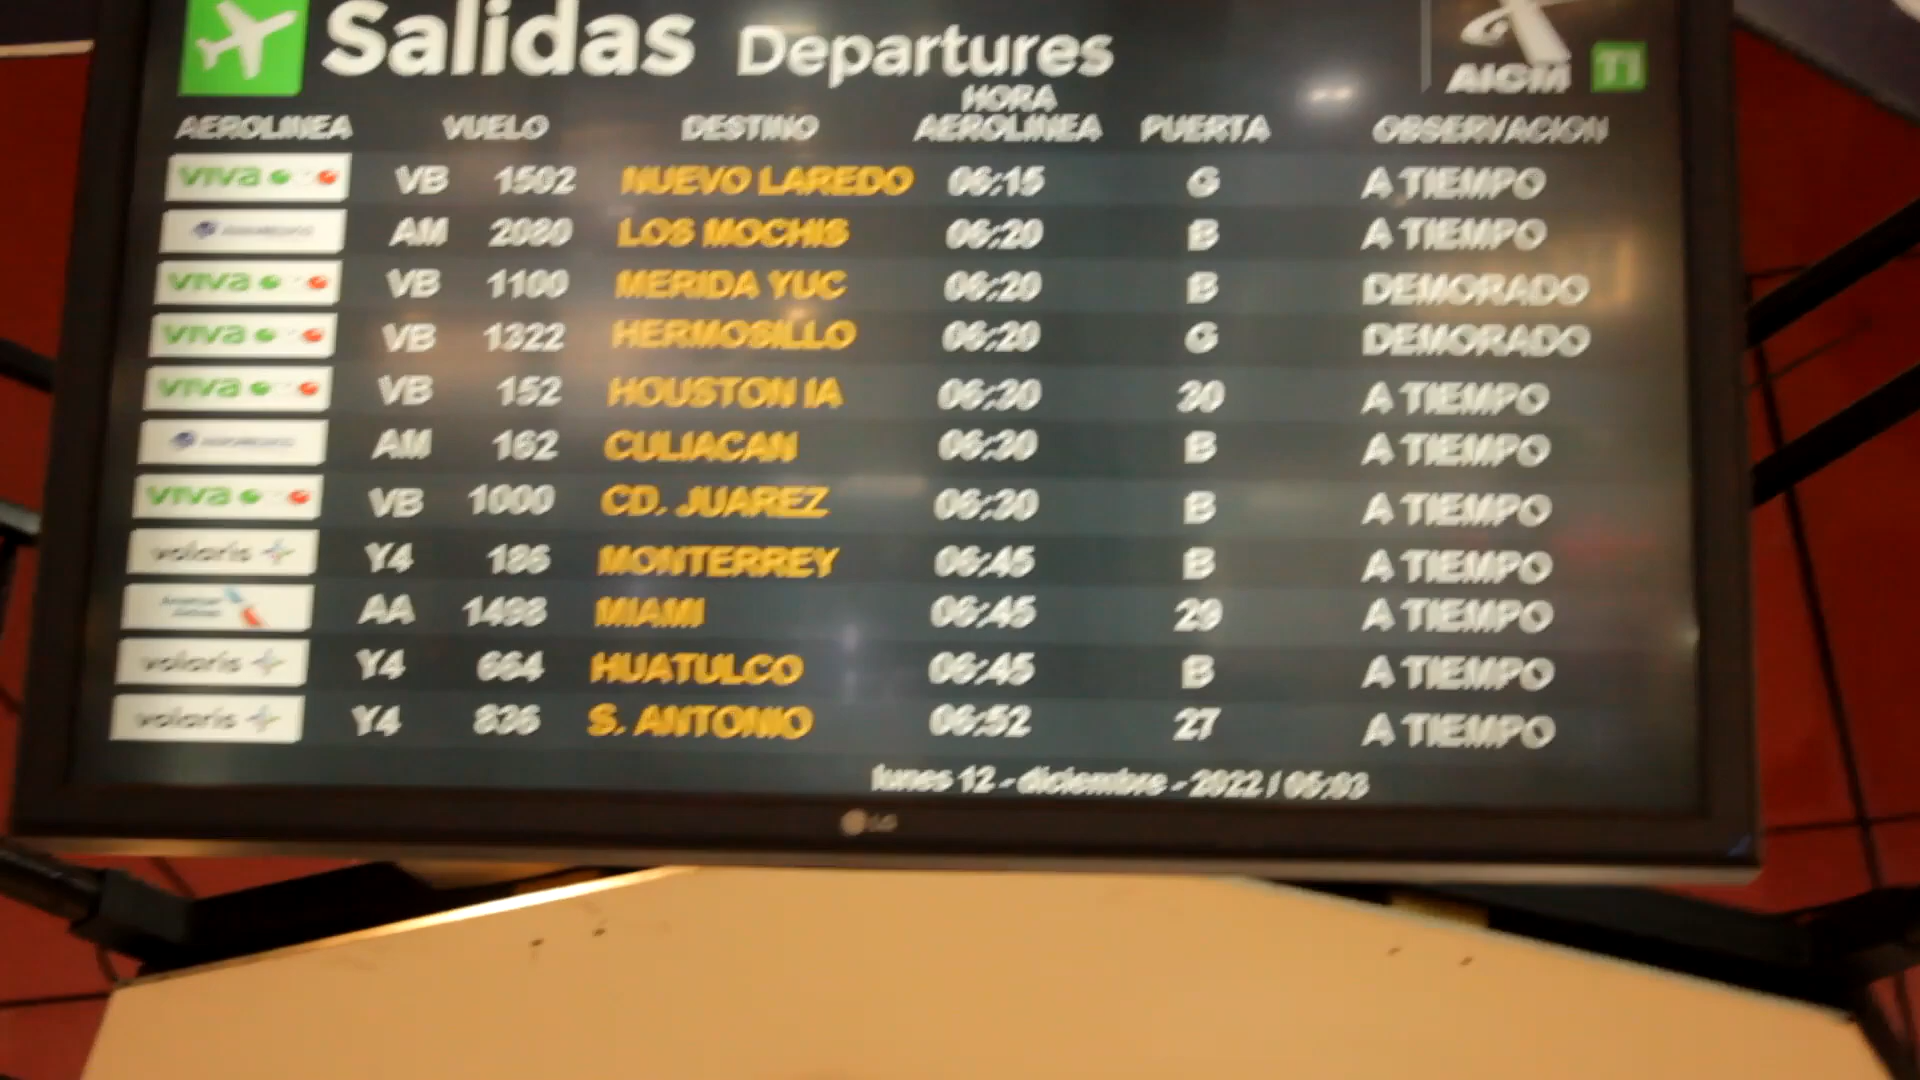 Salidas Departures
AICM T1
AEROLINEA VUELO DESTINO HORA AEROLINEA PUERTA OBSERVACION
viva VB 1502 NUEVO LAREDO 06:15 G A TIEMPO
AM 2080 LOS MOCHIS 06:20 B A TIEMPO
viva VB 1100 MERIDA YUC 06:20 B DEMORADO
viva VB 1322 HERMOSILLO 06:20 G DEMORADO
viva VB 152 HOUSTON IA 06:30 30 A TIEMPO
AM 162 CULIACAN 06:30 B A TIEMPO
viva VB 1000 CD. JUAREZ 06:30 B A TIEMPO
volaris Y4 186 MONTERREY 06:45 B A TIEMPO
American Airlines AA 1498 MIAMI 06:45 29 A TIEMPO
volaris Y4 664 HUATULCO 06:45 B A TIEMPO
volaris Y4 836 S. ANTONIO 06:52 27 A TIEMPO
lunes 12 - diciembre - 2022 / 05:03
LG